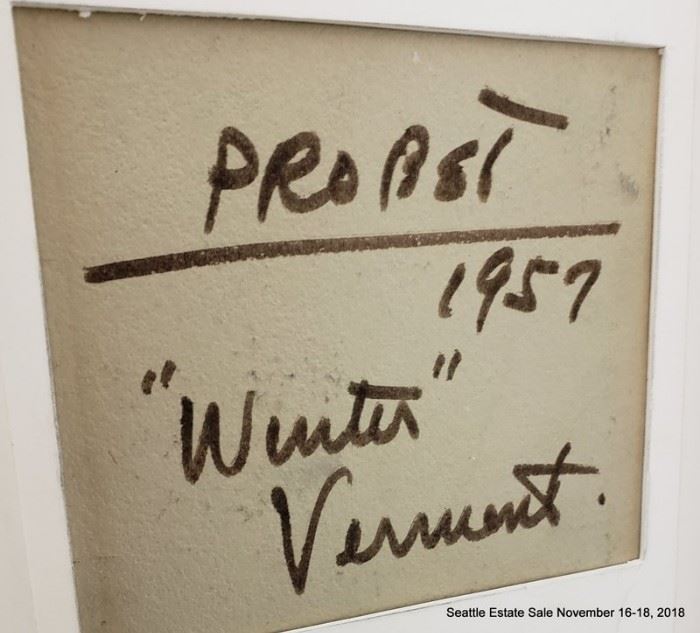 PROBST
1957
"Winter"
Vermont.
Seattle Estate Sale November 16-18, 2018